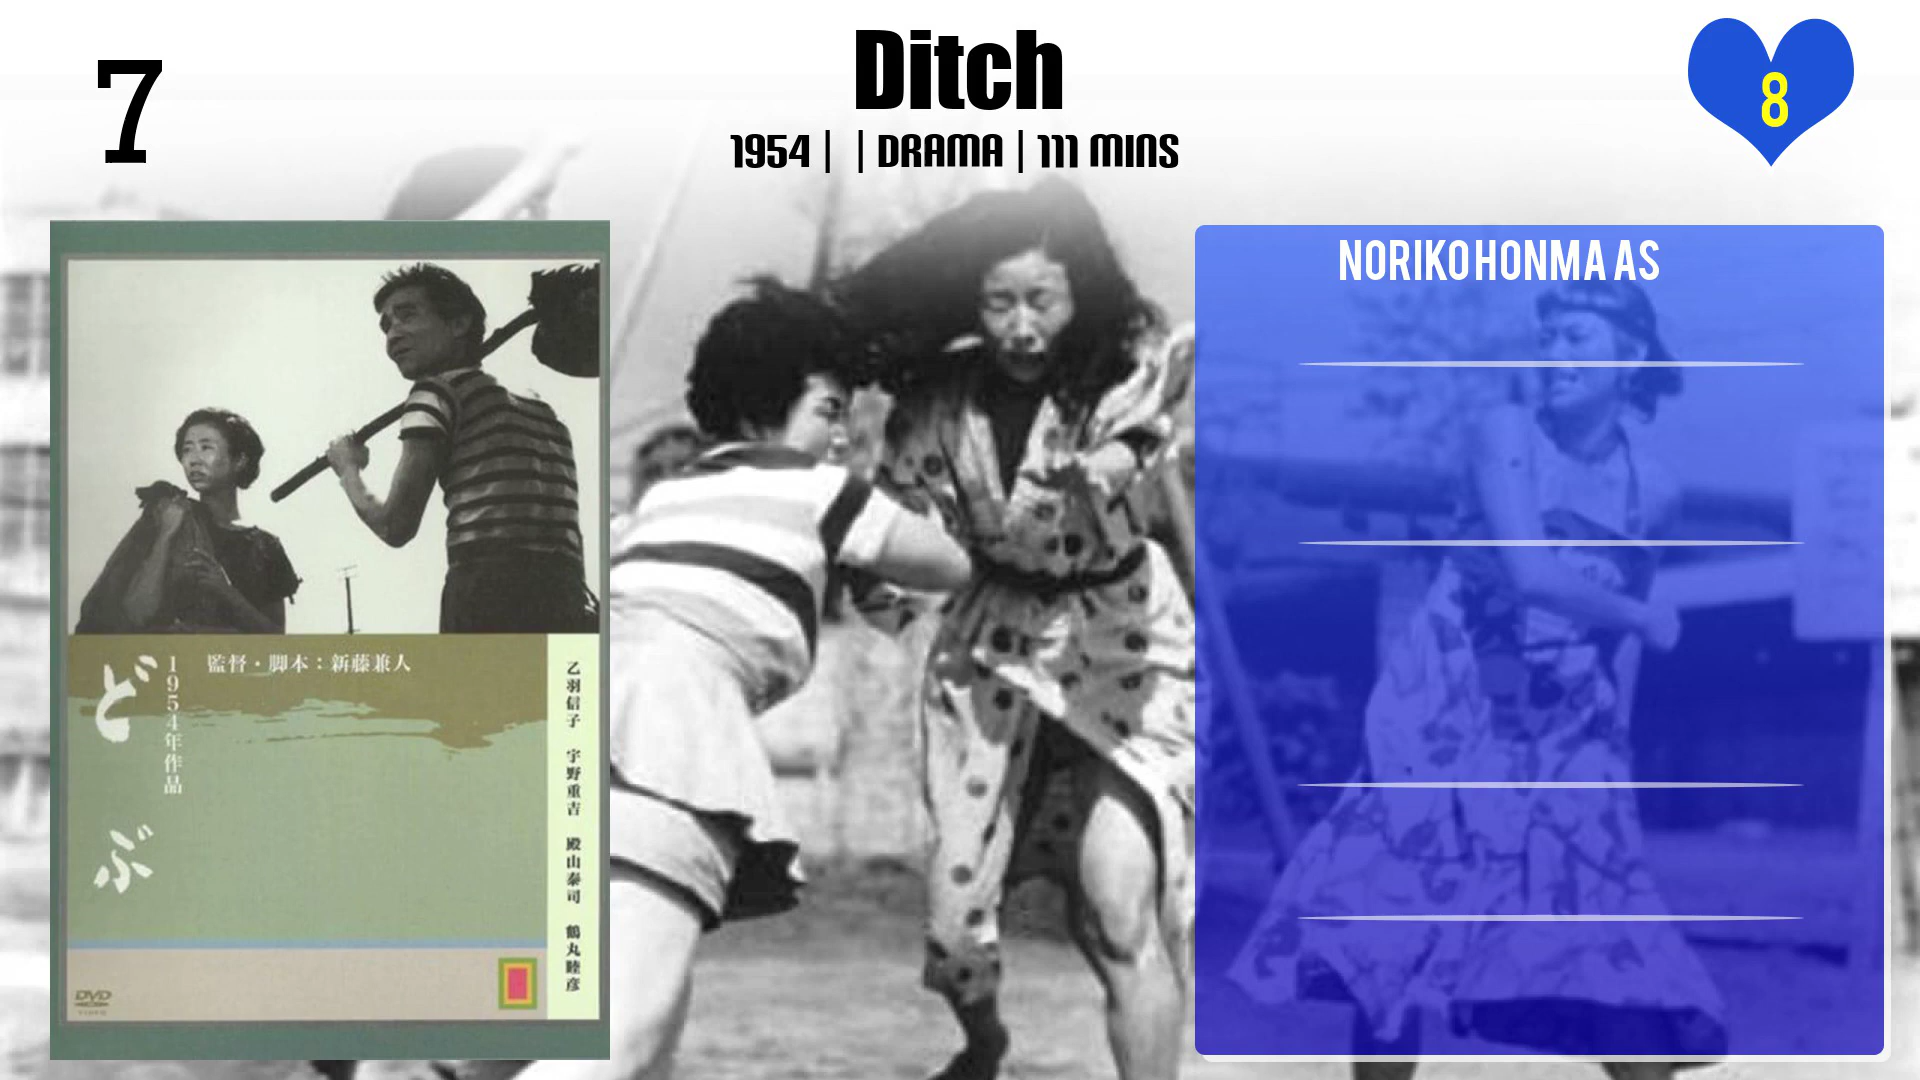 7
Ditch
8
1954 | | DRAMA | 111 MINS
NORIKO HONMA AS
監督・脚本：新藤兼人
1954年作品
どぶ
乙羽信子 宇野重吉 殿山泰司 鶴丸睦彦
DVD
VIDEO